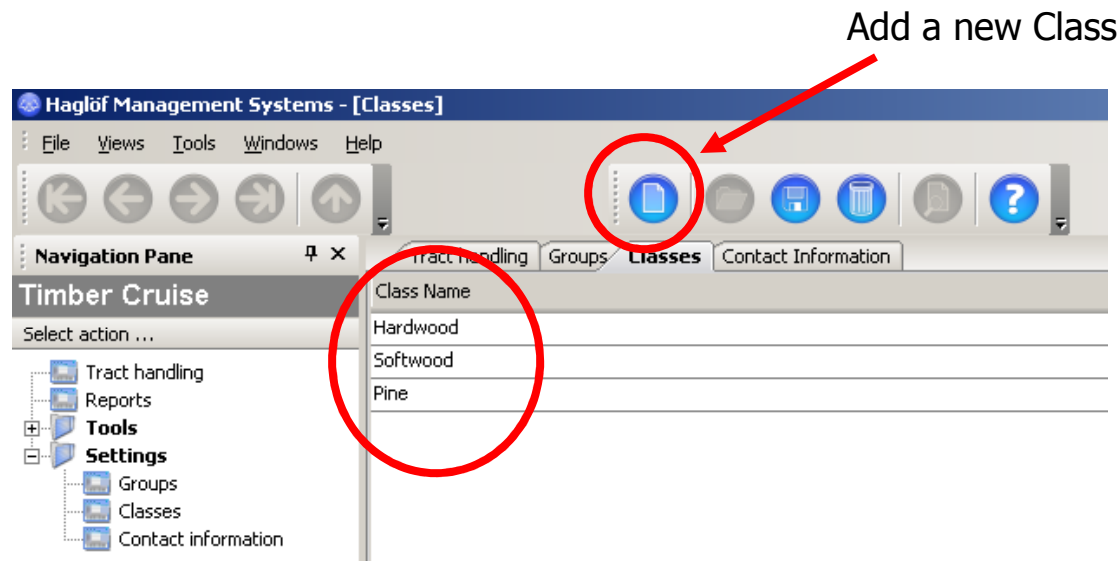 Add a new Class
Haglöf Management Systems - [Classes]
File Views Tools Windows Help
Navigation Pane
Timber Cruise
Select action ...
Tract handling
Reports
Tools
Settings
Groups
Classes
Contact information
Tract handling Groups Classes Contact Information
Class Name
Hardwood
Softwood
Pine